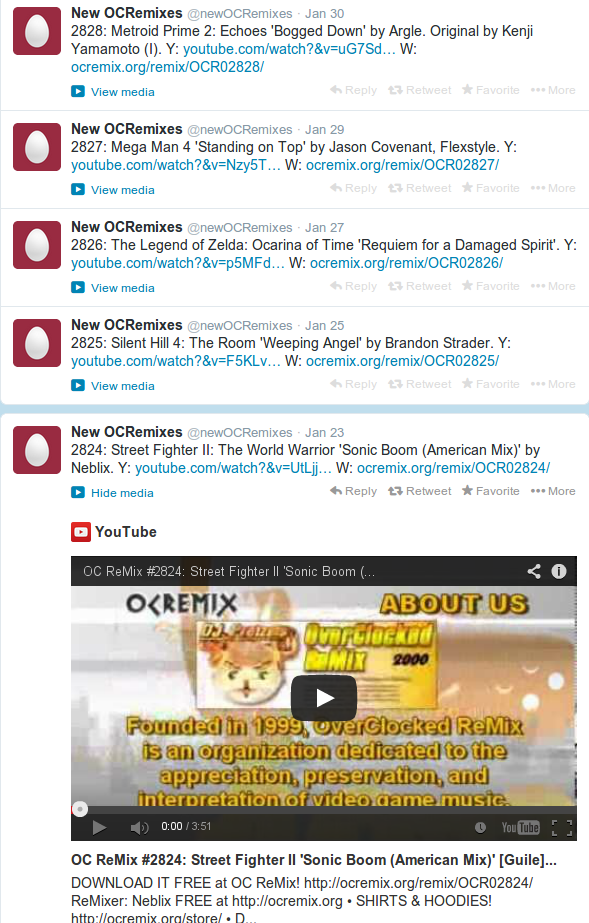 New OCRemixes @newOCRemixes · Jan 30
2828: Metroid Prime 2: Echoes 'Bogged Down' by Argle. Original by Kenji
Yamamoto (I). Y: youtube.com/watch?&v=uG7Sd… W:
ocremix.org/remix/OCR02828/
View media Reply Retweet Favorite More
New OCRemixes @newOCRemixes · Jan 29
2827: Mega Man 4 'Standing on Top' by Jason Covenant, Flexstyle. Y:
youtube.com/watch?&v=Nzy5T… W: ocremix.org/remix/OCR02827/
View media Reply Retweet Favorite More
New OCRemixes @newOCRemixes · Jan 27
2826: The Legend of Zelda: Ocarina of Time 'Requiem for a Damaged Spirit'. Y:
youtube.com/watch?&v=p5MFd… W: ocremix.org/remix/OCR02826/
View media Reply Retweet Favorite More
New OCRemixes @newOCRemixes · Jan 25
2825: Silent Hill 4: The Room 'Weeping Angel' by Brandon Strader. Y:
youtube.com/watch?&v=F5KLv… W: ocremix.org/remix/OCR02825/
View media Reply Retweet Favorite More
New OCRemixes @newOCRemixes · Jan 23
2824: Street Fighter II: The World Warrior 'Sonic Boom (American Mix)' by
Neblix. Y: youtube.com/watch?&v=UtLjj… W: ocremix.org/remix/OCR02824/
Hide media Reply Retweet Favorite More
YouTube
OC ReMix #2824: Street Fighter II 'Sonic Boom (...
OCREMIX ABOUT US
OverClocked
ReMix 2000
Founded in 1999, OverClocked ReMix
is an organization dedicated to the
appreciation, preservation, and
interpretation of video game music.
0:00 / 3:51 YouTube
OC ReMix #2824: Street Fighter II 'Sonic Boom (American Mix)' [Guile]...
DOWNLOAD IT FREE at OC ReMix! http://ocremix.org/remix/OCR02824/
ReMixer: Neblix FREE at http://ocremix.org • SHIRTS & HOODIES!
http://ocremix.org/store/ • D...